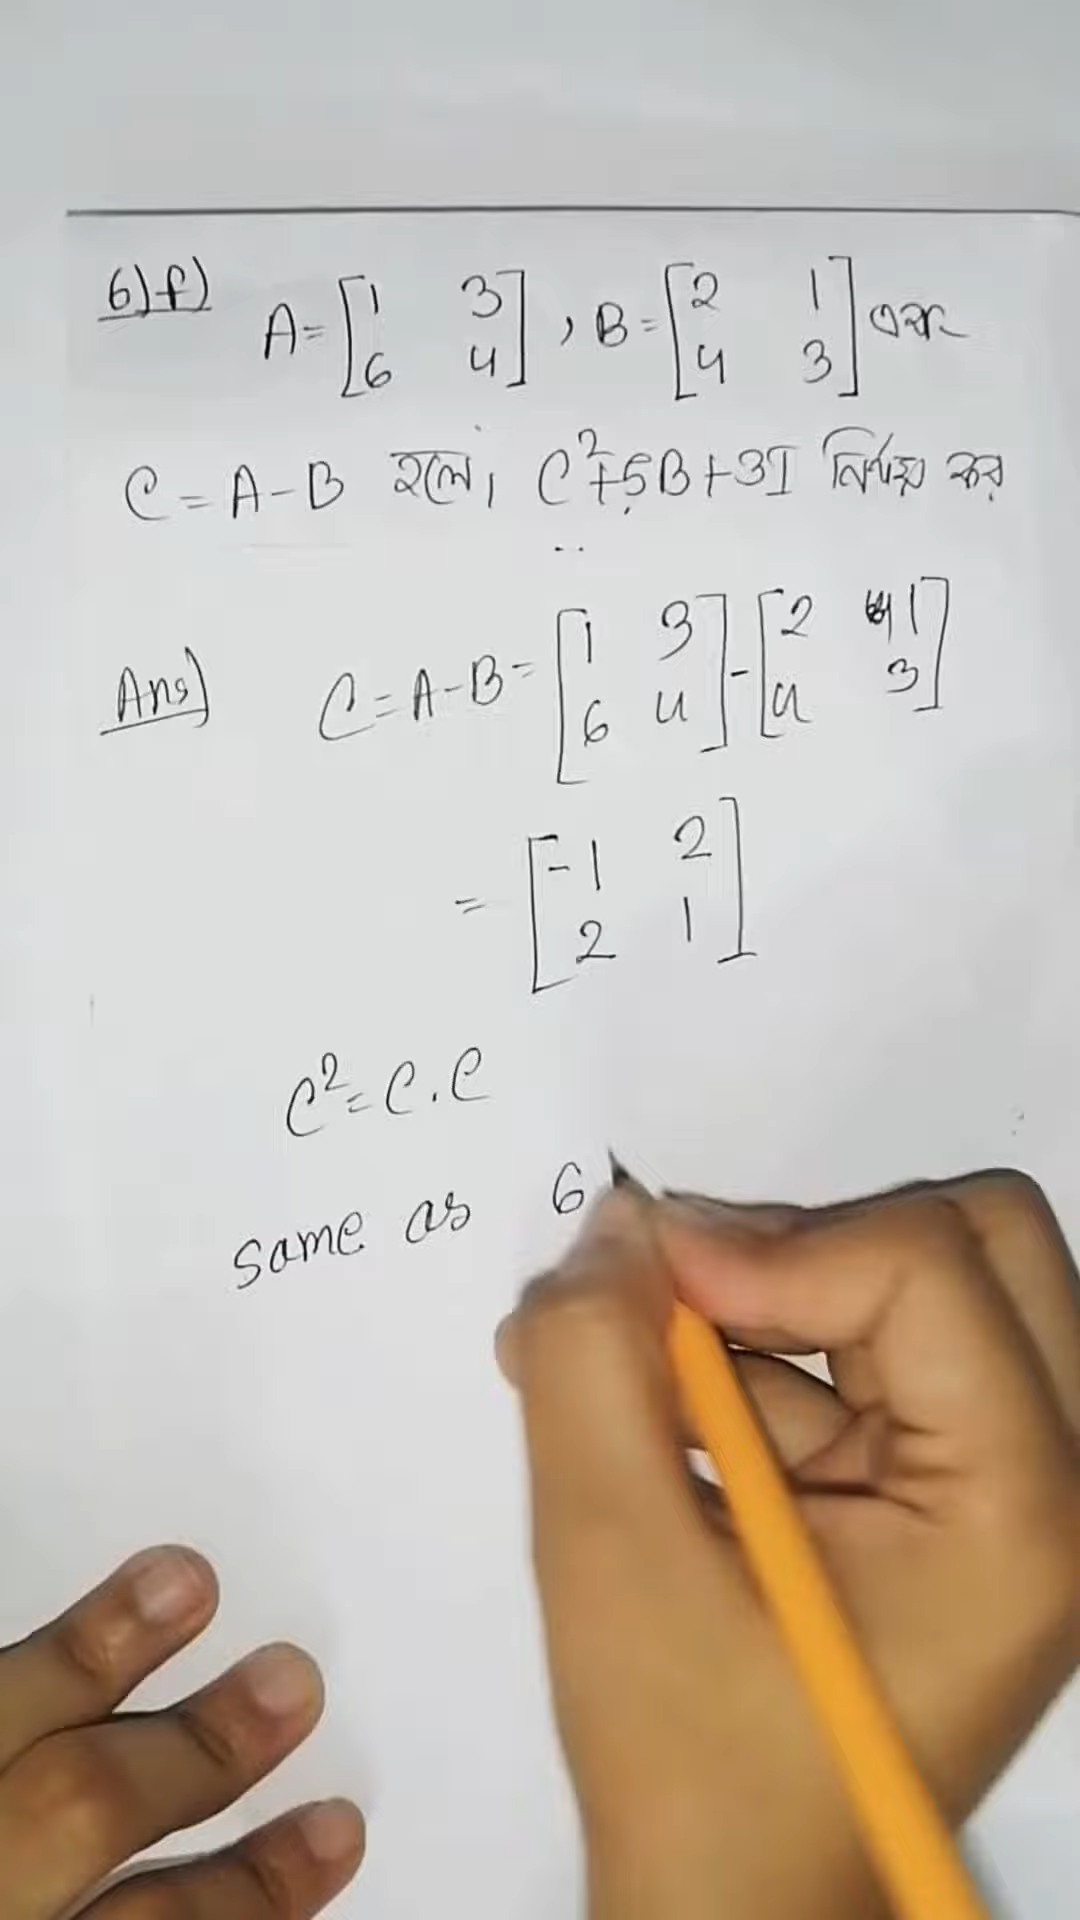 6)f) A = [1 3 6 4] , B = [2 1 4 3] এবং
C = A - B হলে, C²+5B+3I নির্ণয় কর
Ans) C = A - B = [1 3 6 4] - [2 1 4 3]
= [-1 2 2 1]
C² = C . C
same as 6